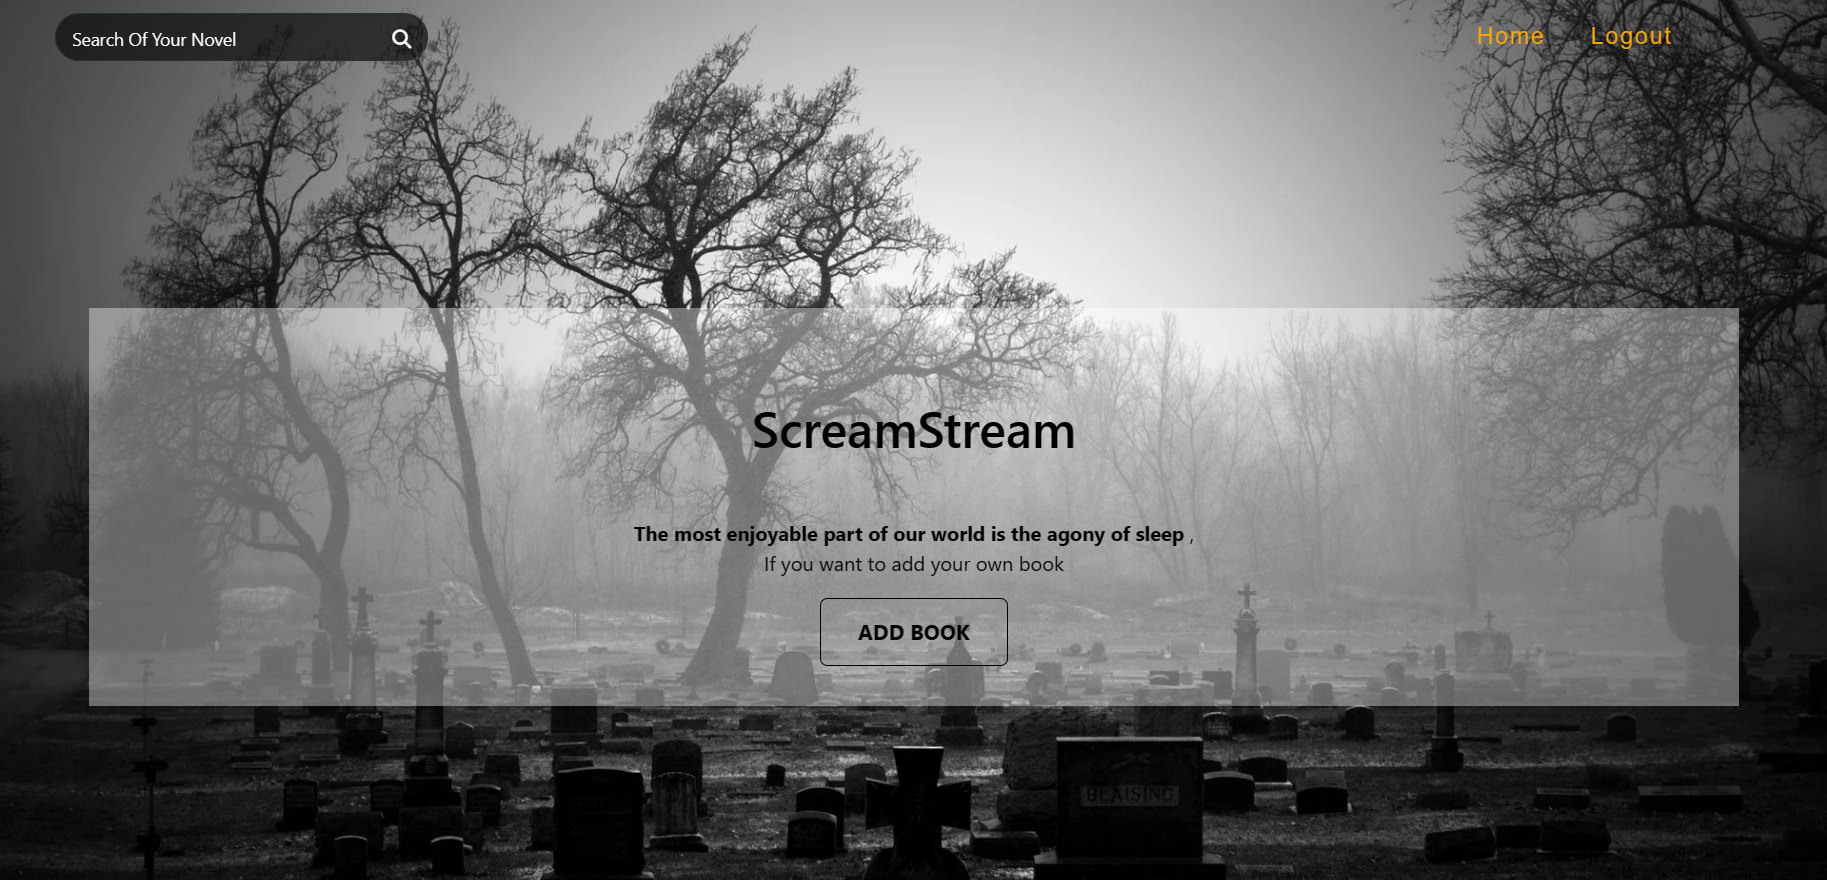 Search Of Your Novel
Home
Logout
ScreamStream
The most enjoyable part of our world is the agony of sleep ,
If you want to add your own book
ADD BOOK
BLAISING